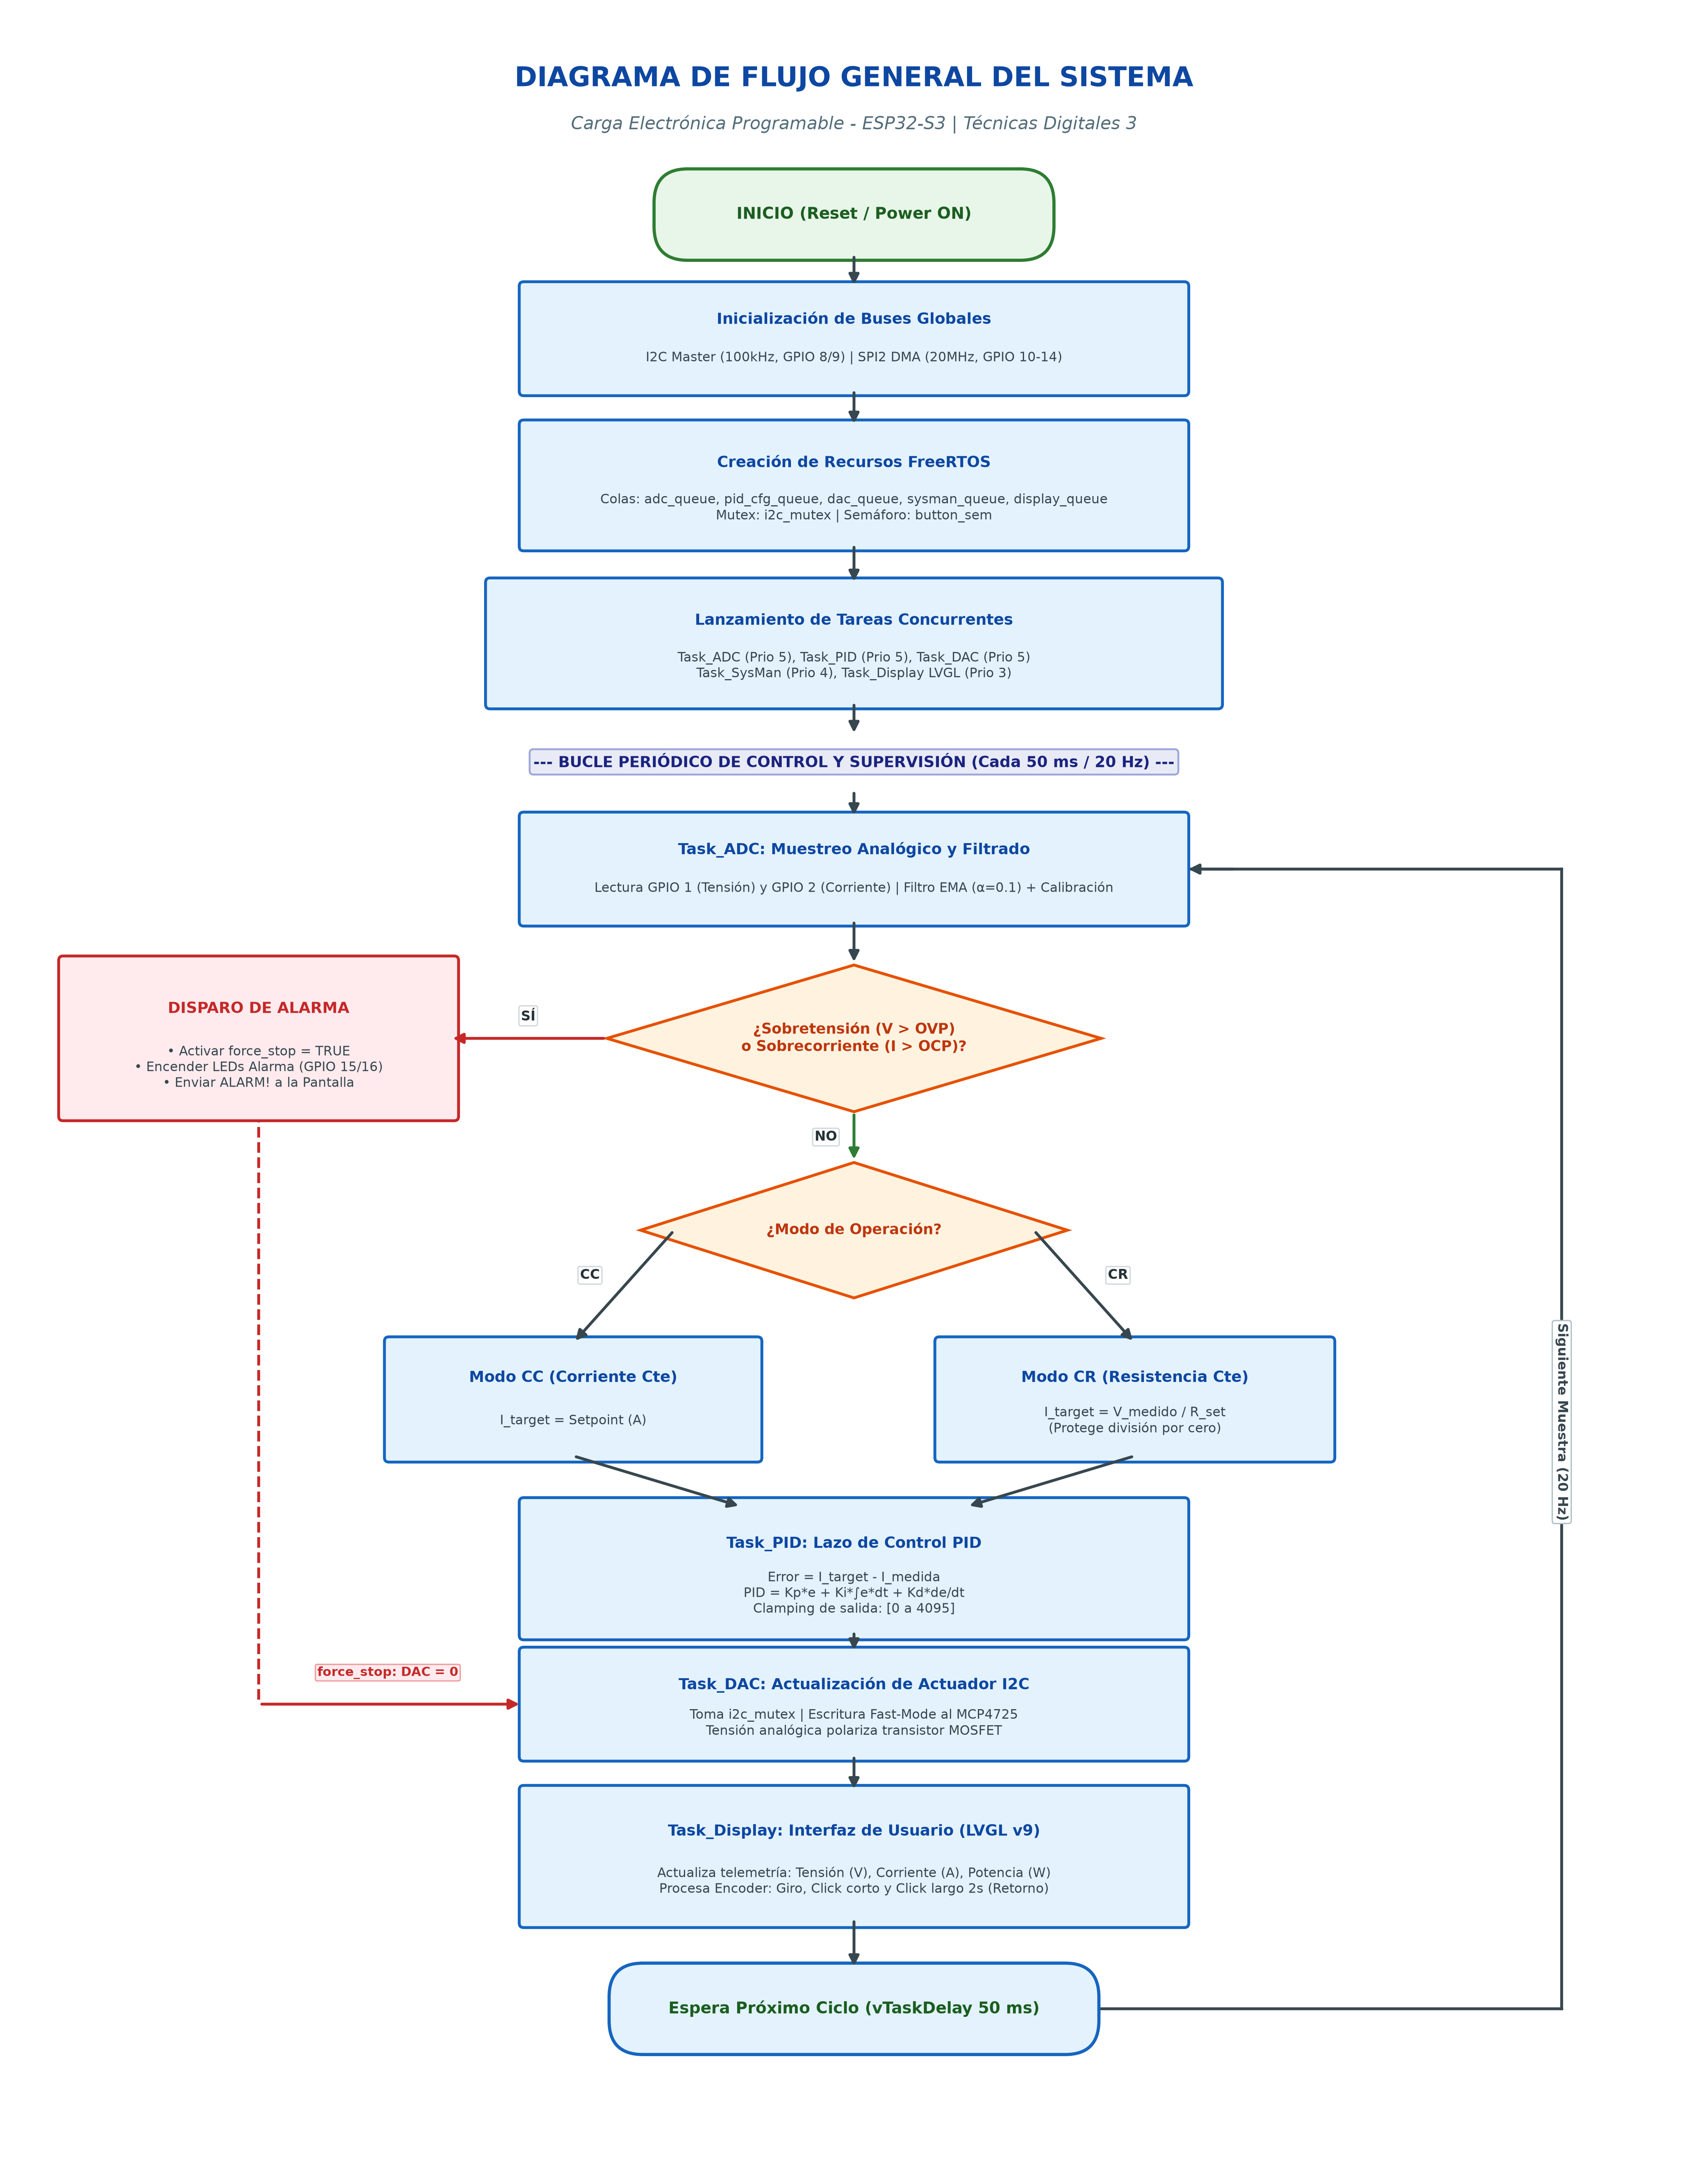 DIAGRAMA DE FLUJO GENERAL DEL SISTEMA
Carga Electrónica Programable - ESP32-S3 | Técnicas Digitales 3
INICIO (Reset / Power ON)
Inicialización de Buses Globales
I2C Master (100kHz, GPIO 8/9) | SPI2 DMA (20MHz, GPIO 10-14)
Creación de Recursos FreeRTOS
Colas: adc_queue, pid_cfg_queue, dac_queue, sysman_queue, display_queue
Mutex: i2c_mutex | Semáforo: button_sem
Lanzamiento de Tareas Concurrentes
Task_ADC (Prio 5), Task_PID (Prio 5), Task_DAC (Prio 5)
Task_SysMan (Prio 4), Task_Display LVGL (Prio 3)
--- BUCLE PERIÓDICO DE CONTROL Y SUPERVISIÓN (Cada 50 ms / 20 Hz) ---
Task_ADC: Muestreo Analógico y Filtrado
Lectura GPIO 1 (Tensión) y GPIO 2 (Corriente) | Filtro EMA (α=0.1) + Calibración
¿Sobretensión (V > OVP)
o Sobrecorriente (I > OCP)?
SÍ
DISPARO DE ALARMA
• Activar force_stop = TRUE
• Encender LEDs Alarma (GPIO 15/16)
• Enviar ALARM! a la Pantalla
NO
¿Modo de Operación?
CC
CR
Modo CC (Corriente Cte)
I_target = Setpoint (A)
Modo CR (Resistencia Cte)
I_target = V_medido / R_set
(Protege división por cero)
Siguiente Muestra (20 Hz)
Task_PID: Lazo de Control PID
Error = I_target - I_medida
PID = Kp*e + Ki*∫e*dt + Kd*de/dt
Clamping de salida: [0 a 4095]
force_stop: DAC = 0
Task_DAC: Actualización de Actuador I2C
Toma i2c_mutex | Escritura Fast-Mode al MCP4725
Tensión analógica polariza transistor MOSFET
Task_Display: Interfaz de Usuario (LVGL v9)
Actualiza telemetría: Tensión (V), Corriente (A), Potencia (W)
Procesa Encoder: Giro, Click corto y Click largo 2s (Retorno)
Espera Próximo Ciclo (vTaskDelay 50 ms)